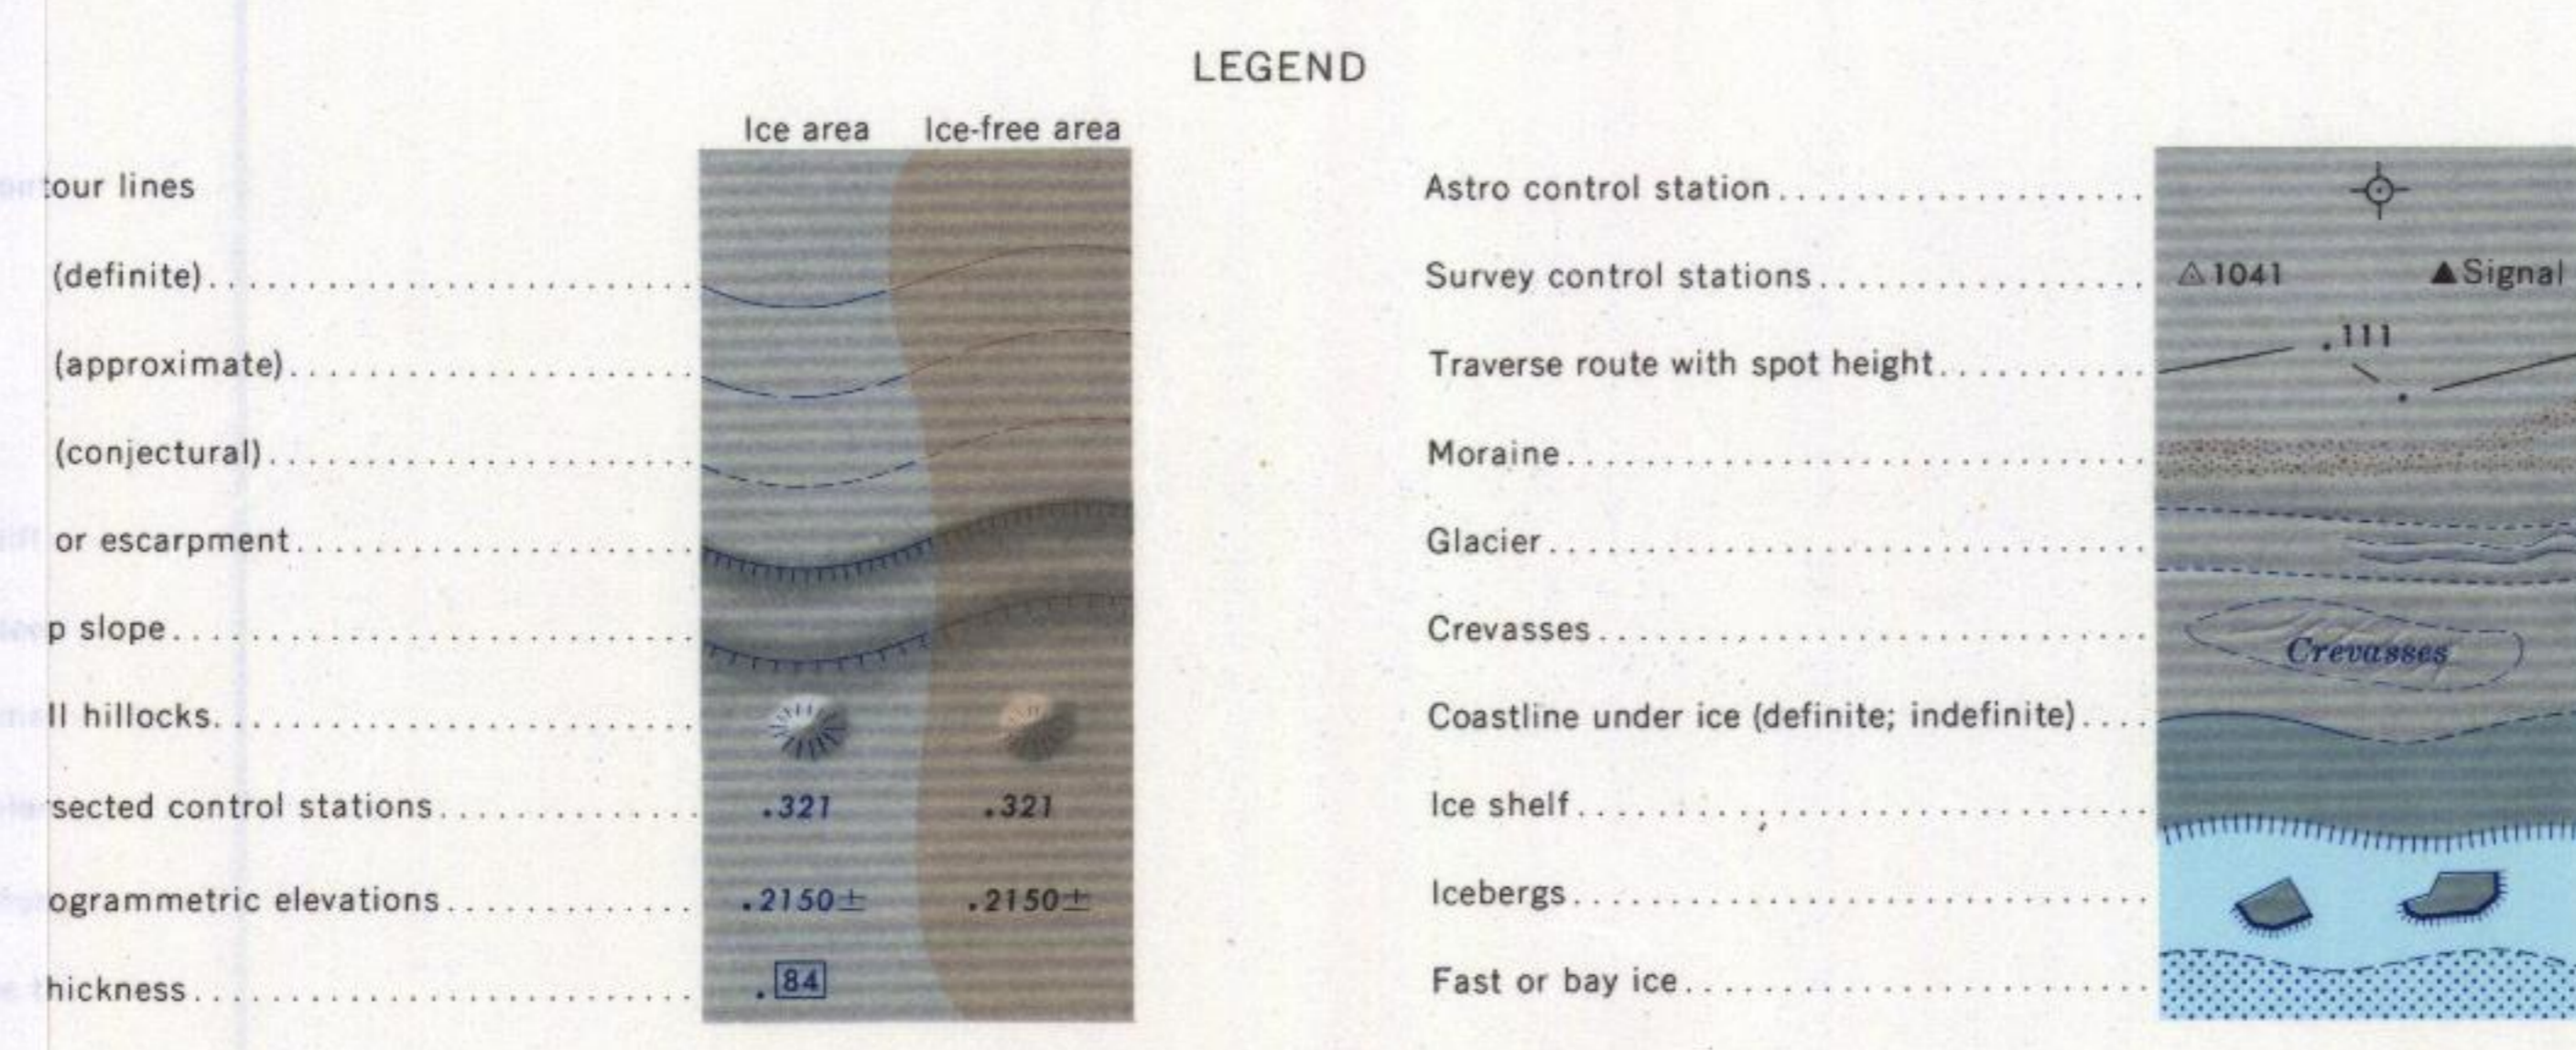 LEGEND
Ice area Ice-free area
tour lines
(definite)
(approximate)
(conjectural)
or escarpment
p slope
ll hillocks
sected control stations
.321 .321
ogrammetric elevations
.2150± .2150±
hickness
.84
Astro control station
Survey control stations
△1041 ▲Signal
Traverse route with spot height
.111
Moraine
Glacier
Crevasses
Crevasses
Coastline under ice (definite; indefinite)
Ice shelf
Icebergs
Fast or bay ice